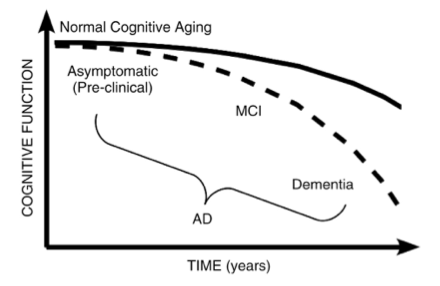 Normal Cognitive Aging
Asymptomatic
(Pre-clinical)
MCI
Dementia
AD
COGNITIVE FUNCTION
TIME (years)